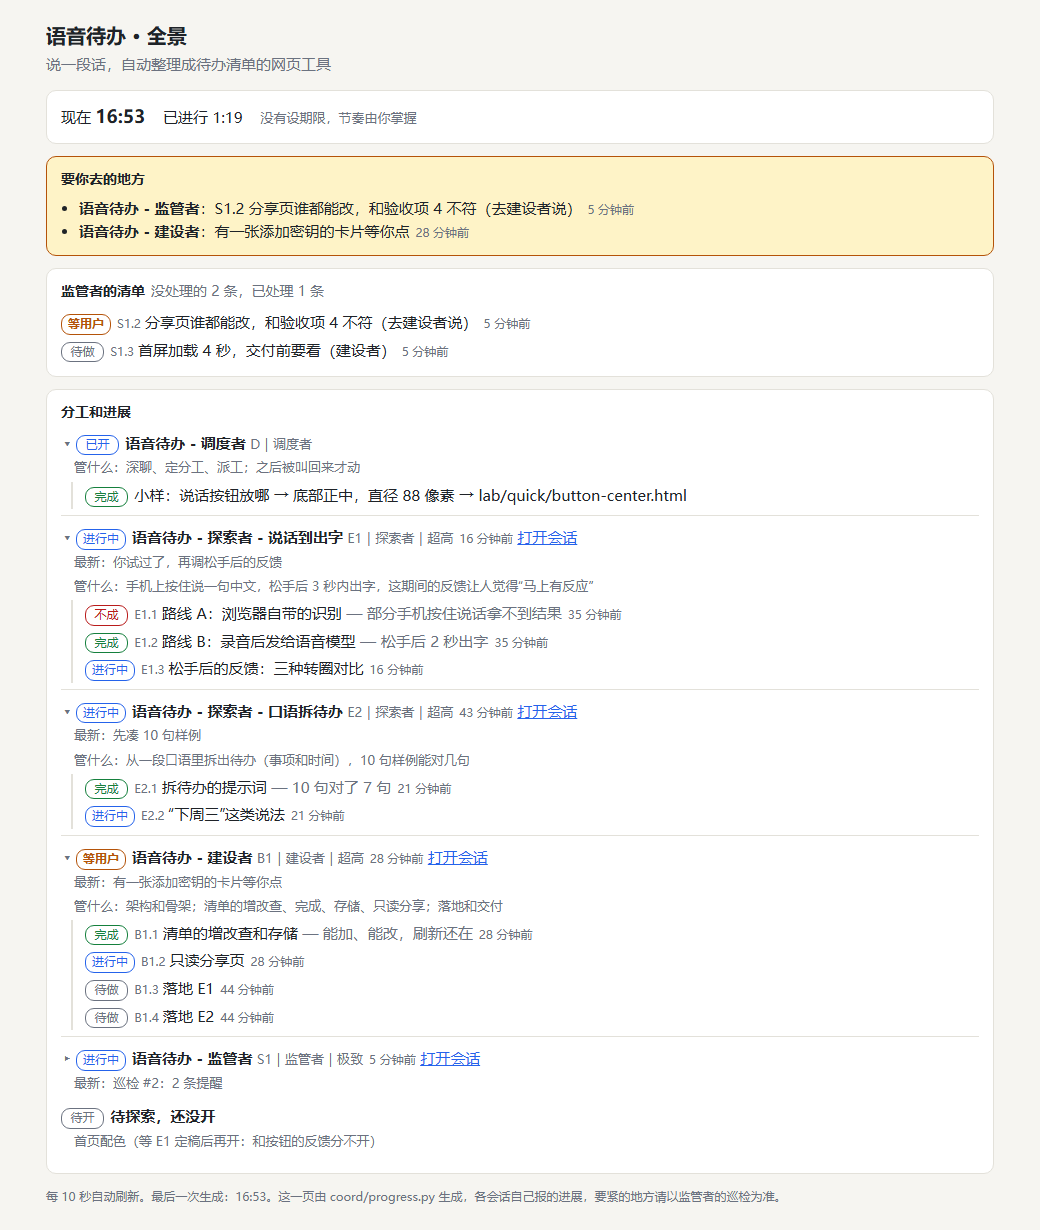 语音待办 · 全景
说一段话，自动整理成待办清单的网页工具
现在 16:53 已进行 1:19 没有设期限，节奏由你掌握
要你去的地方
• 语音待办 - 监管者：S1.2 分享页谁都能改，和验收项 4 不符（去建设者说） 5 分钟前
• 语音待办 - 建设者：有一张添加密钥的卡片等你点 28 分钟前
监管者的清单 没处理的 2 条，已处理 1 条
等用户 S1.2 分享页谁都能改，和验收项 4 不符（去建设者说） 5 分钟前
待做 S1.3 首屏加载 4 秒，交付前要看（建设者） 5 分钟前
分工和进展
▾ 已开 语音待办 - 调度者 D | 调度者
管什么：深聊、定分工、派工；之后被叫回来才动
完成 小样：说话按钮放哪 → 底部正中，直径 88 像素 → lab/quick/button-center.html
▾ 进行中 语音待办 - 探索者 - 说话到出字 E1 | 探索者 | 超高 16 分钟前 打开会话
最新：你试过了，再调松手后的反馈
管什么：手机上按住说一句中文，松手后 3 秒内出字，这期间的反馈让人觉得“马上有反应”
不成 E1.1 路线 A：浏览器自带的识别 — 部分手机按住说话拿不到结果 35 分钟前
完成 E1.2 路线 B：录音后发给语音模型 — 松手后 2 秒出字 35 分钟前
进行中 E1.3 松手后的反馈：三种转圈对比 16 分钟前
▾ 进行中 语音待办 - 探索者 - 口语拆待办 E2 | 探索者 | 超高 43 分钟前 打开会话
最新：先凑 10 句样例
管什么：从一段口语里拆出待办（事项和时间），10 句样例能对几句
完成 E2.1 拆待办的提示词 — 10 句对了 7 句 21 分钟前
进行中 E2.2 “下周三”这类说法 21 分钟前
▾ 等用户 语音待办 - 建设者 B1 | 建设者 | 超高 28 分钟前 打开会话
最新：有一张添加密钥的卡片等你点
管什么：架构和骨架；清单的增改查、完成、存储、只读分享；落地和交付
完成 B1.1 清单的增改查和存储 — 能加、能改，刷新还在 28 分钟前
进行中 B1.2 只读分享页 28 分钟前
待做 B1.3 落地 E1 44 分钟前
待做 B1.4 落地 E2 44 分钟前
▸ 进行中 语音待办 - 监管者 S1 | 监管者 | 极致 5 分钟前 打开会话
最新：巡检 #2：2 条提醒
待开 待探索，还没开
首页配色（等 E1 定稿后再开：和按钮的反馈分不开）
每 10 秒自动刷新。最后一次生成：16:53。这一页由 coord/progress.py 生成，各会话自己报的进展，要紧的地方请以监管者的巡检为准。